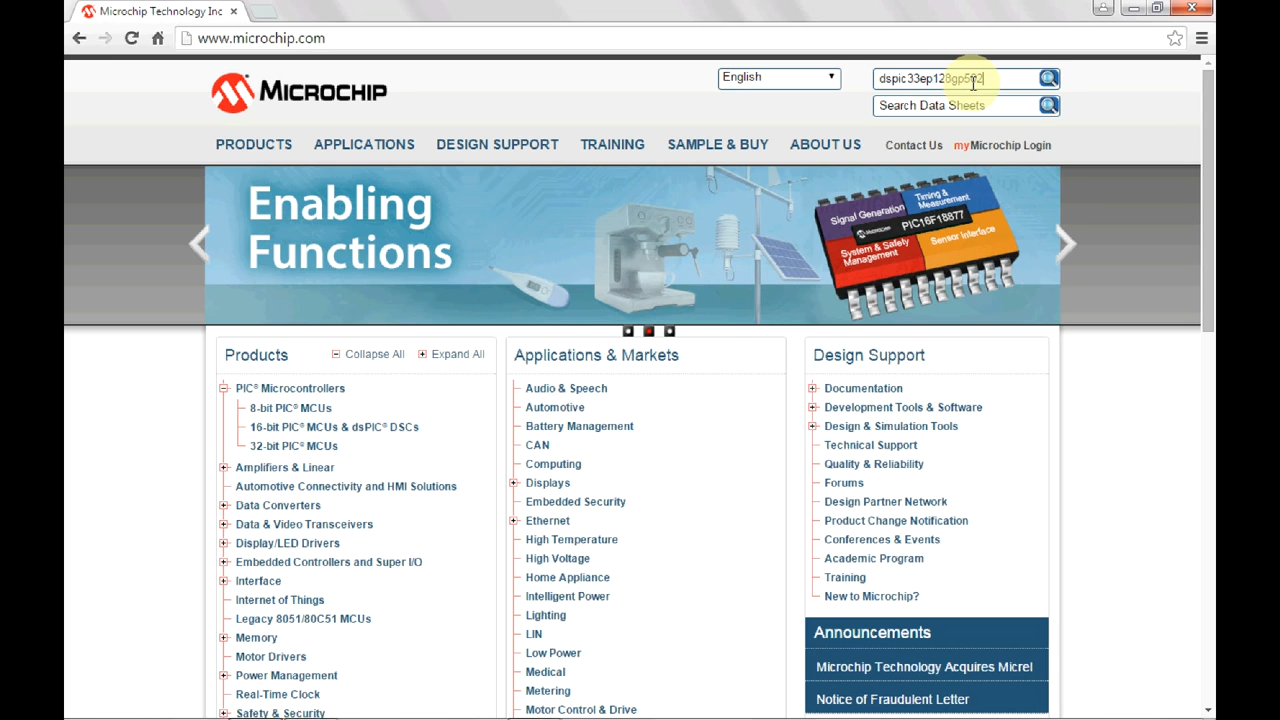 Microchip Technology Inc
www.microchip.com
MICROCHIP
English
dspic33ep128gp502
Search Data Sheets
PRODUCTS APPLICATIONS DESIGN SUPPORT TRAINING SAMPLE & BUY ABOUT US Contact Us myMicrochip Login
Enabling
Functions
Signal Generation
Timing &
Measurement
MICROCHIP PIC16F18877
System & Safety
Management
Sensor Interface
Products Collapse All Expand All
PIC® Microcontrollers
8-bit PIC® MCUs
16-bit PIC® MCUs & dsPIC® DSCs
32-bit PIC® MCUs
Amplifiers & Linear
Automotive Connectivity and HMI Solutions
Data Converters
Data & Video Transceivers
Display/LED Drivers
Embedded Controllers and Super I/O
Interface
Internet of Things
Legacy 8051/80C51 MCUs
Memory
Motor Drivers
Power Management
Real-Time Clock
Safety & Security
Applications & Markets
Audio & Speech
Automotive
Battery Management
CAN
Computing
Displays
Embedded Security
Ethernet
High Temperature
High Voltage
Home Appliance
Intelligent Power
Lighting
LIN
Low Power
Medical
Metering
Motor Control & Drive
Design Support
Documentation
Development Tools & Software
Design & Simulation Tools
Technical Support
Quality & Reliability
Forums
Design Partner Network
Product Change Notification
Conferences & Events
Academic Program
Training
New to Microchip?
Announcements
Microchip Technology Acquires Micrel
Notice of Fraudulent Letter